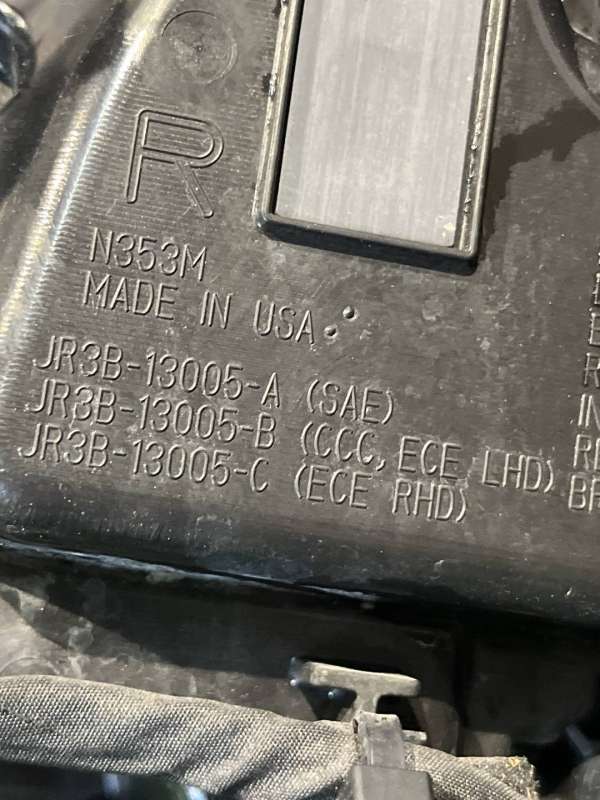 R
N353M
MADE IN USA
JR3B-13005-A (SAE)
JR3B-13005-B (CCC, ECE LHD)
JR3B-13005-C (ECE RHD)